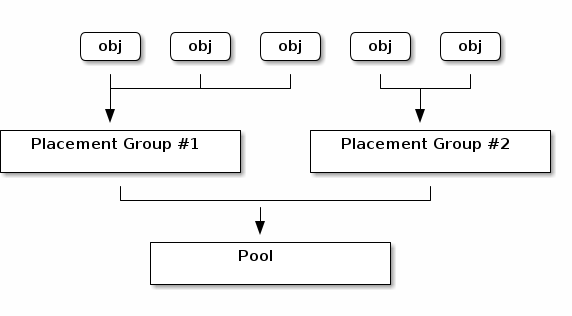 obj obj obj obj obj
Placement Group #1 Placement Group #2
Pool